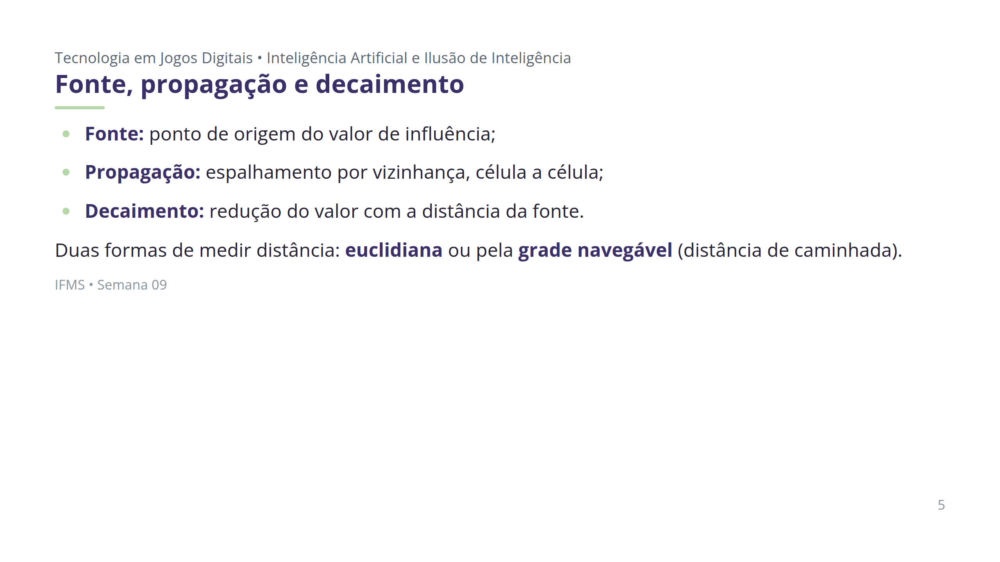 Tecnologia em Jogos Digitais • Inteligência Artificial e Ilusão de Inteligência
Fonte, propagação e decaimento
• Fonte: ponto de origem do valor de influência;
• Propagação: espalhamento por vizinhança, célula a célula;
• Decaimento: redução do valor com a distância da fonte.
Duas formas de medir distância: euclidiana ou pela grade navegável (distância de caminhada).
IFMS • Semana 09
5